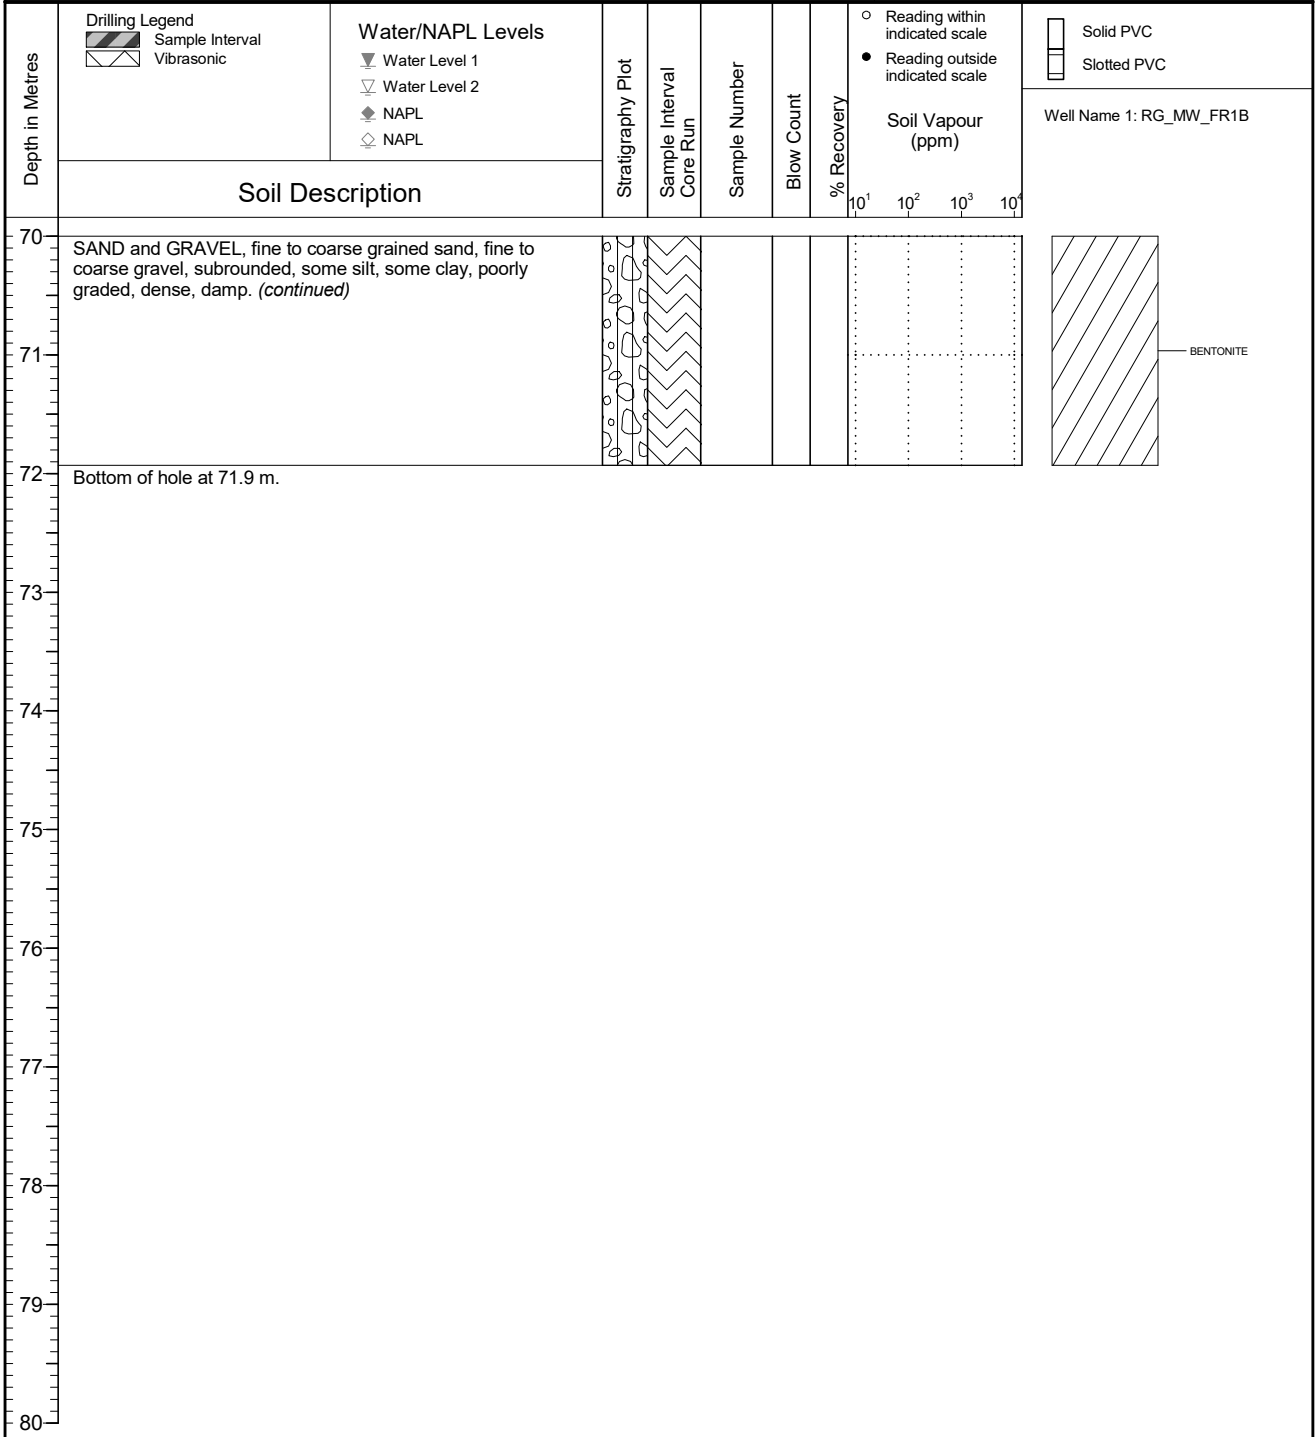 Depth in Metres
Drilling Legend
Sample Interval
Vibrasonic
Water/NAPL Levels
Water Level 1
Water Level 2
NAPL
NAPL
Soil Description
Stratigraphy Plot
Sample Interval
Core Run
Sample Number
Blow Count
% Recovery
Reading within
indicated scale
Reading outside
indicated scale
Soil Vapour
(ppm)
10¹ 10² 10³ 10⁴
Solid PVC
Slotted PVC
Well Name 1: RG_MW_FR1B
70
SAND and GRAVEL, fine to coarse grained sand, fine to
coarse gravel, subrounded, some silt, some clay, poorly
graded, dense, damp. (continued)
71
BENTONITE
72
Bottom of hole at 71.9 m.
73
74
75
76
77
78
79
80